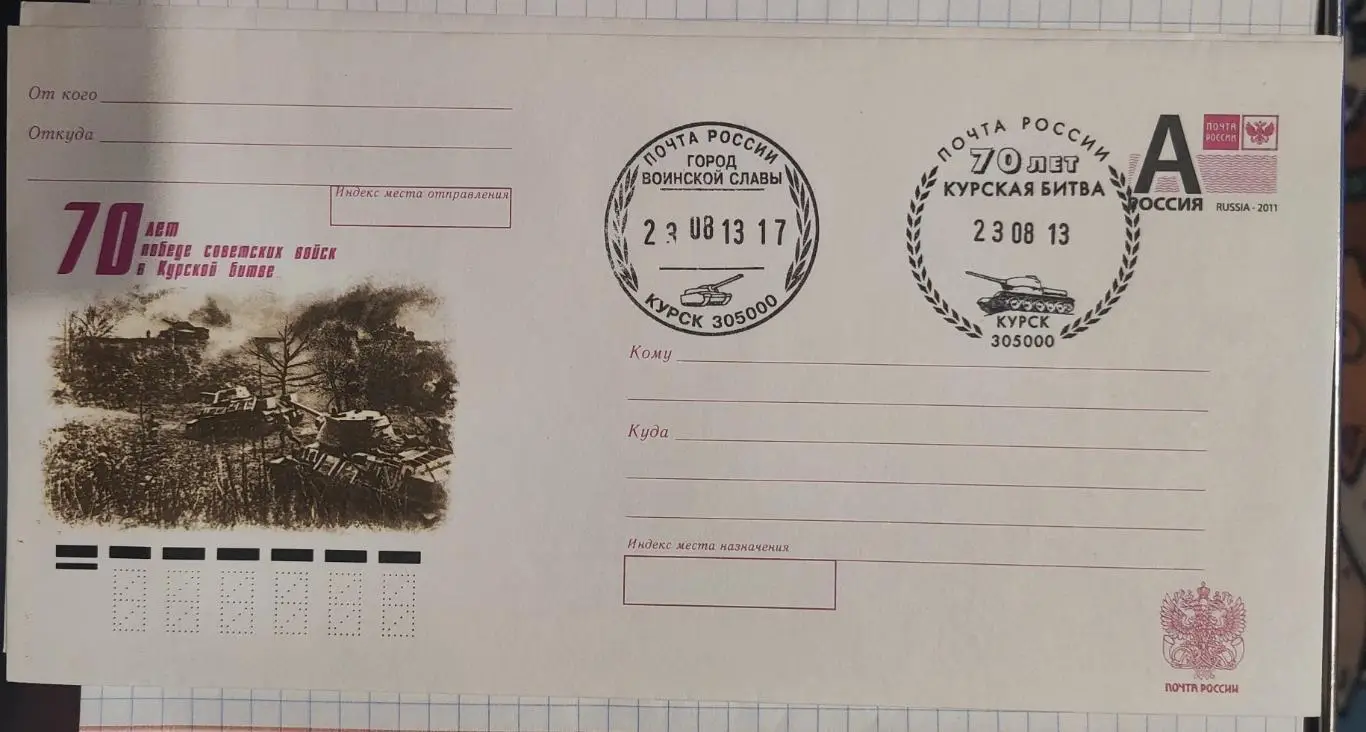 От кого
Откуда
Индекс места отправления
70 лет
победе советских войск
в Курской битве
ПОЧТА РОССИИ
ГОРОД
ВОИНСКОЙ СЛАВЫ
23 08 13 17
КУРСК 305000
ПОЧТА РОССИИ
70 ЛЕТ
КУРСКАЯ БИТВА
23 08 13
КУРСК
305000
ПОЧТА
РОССИИ
А
РОССИЯ
RUSSIA - 2011
Кому
Куда
Индекс места назначения
ПОЧТА РОССИИ